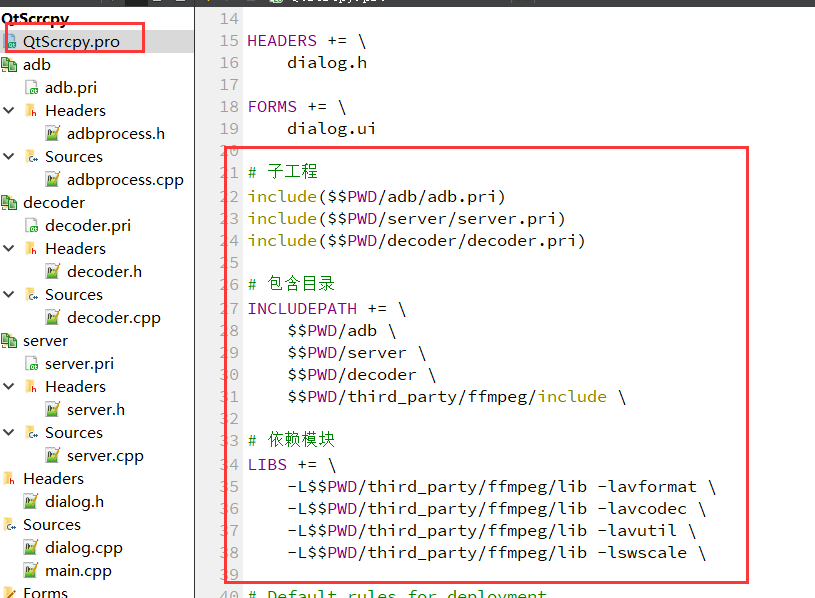 QtScrcpy
QtScrcpy.pro
adb
adb.pri
Headers
adbprocess.h
Sources
adbprocess.cpp
decoder
decoder.pri
Headers
decoder.h
Sources
decoder.cpp
server
server.pri
Headers
server.h
Sources
server.cpp
Headers
dialog.h
Sources
dialog.cpp
main.cpp
Forms
14
15 HEADERS += \
16 dialog.h
17
18 FORMS += \
19 dialog.ui
20
21 # 子工程
22 include($$PWD/adb/adb.pri)
23 include($$PWD/server/server.pri)
24 include($$PWD/decoder/decoder.pri)
25
26 # 包含目录
27 INCLUDEPATH += \
28 $$PWD/adb \
29 $$PWD/server \
30 $$PWD/decoder \
31 $$PWD/third_party/ffmpeg/include \
32
33 # 依赖模块
34 LIBS += \
35 -L$$PWD/third_party/ffmpeg/lib -lavformat \
36 -L$$PWD/third_party/ffmpeg/lib -lavcodec \
37 -L$$PWD/third_party/ffmpeg/lib -lavutil \
38 -L$$PWD/third_party/ffmpeg/lib -lswscale \
39
40 # Default rules for deployment.